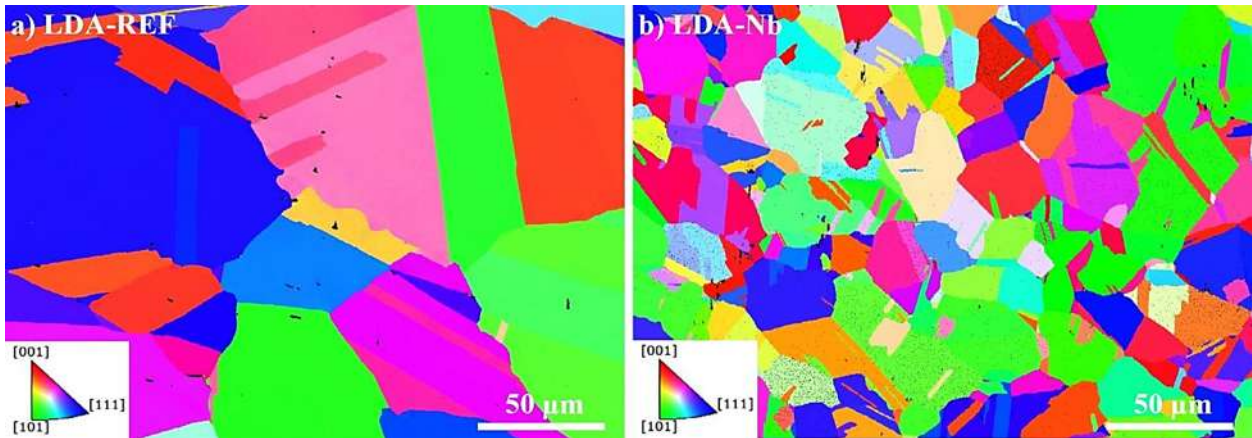 a) LDA-REF
[001]
[111]
[101]
50 µm
b) LDA-Nb
[001]
[111]
[101]
50 µm